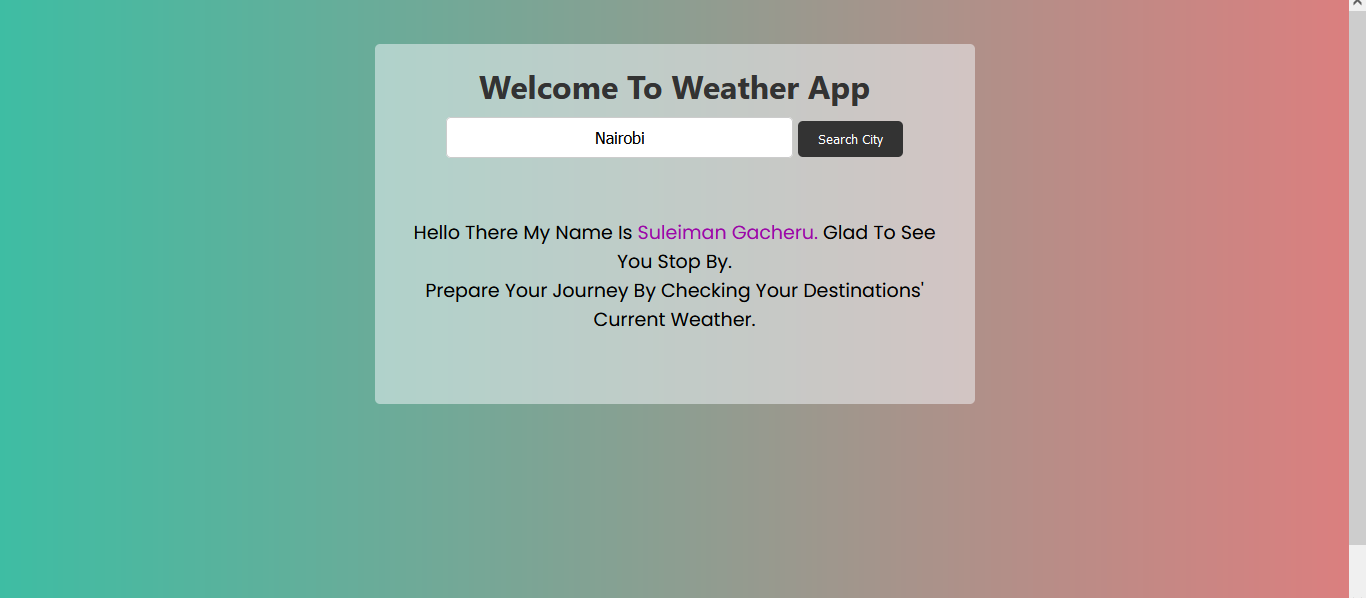 Welcome To Weather App
Nairobi
Search City
Hello There My Name Is Suleiman Gacheru. Glad To See
You Stop By.
Prepare Your Journey By Checking Your Destinations'
Current Weather.